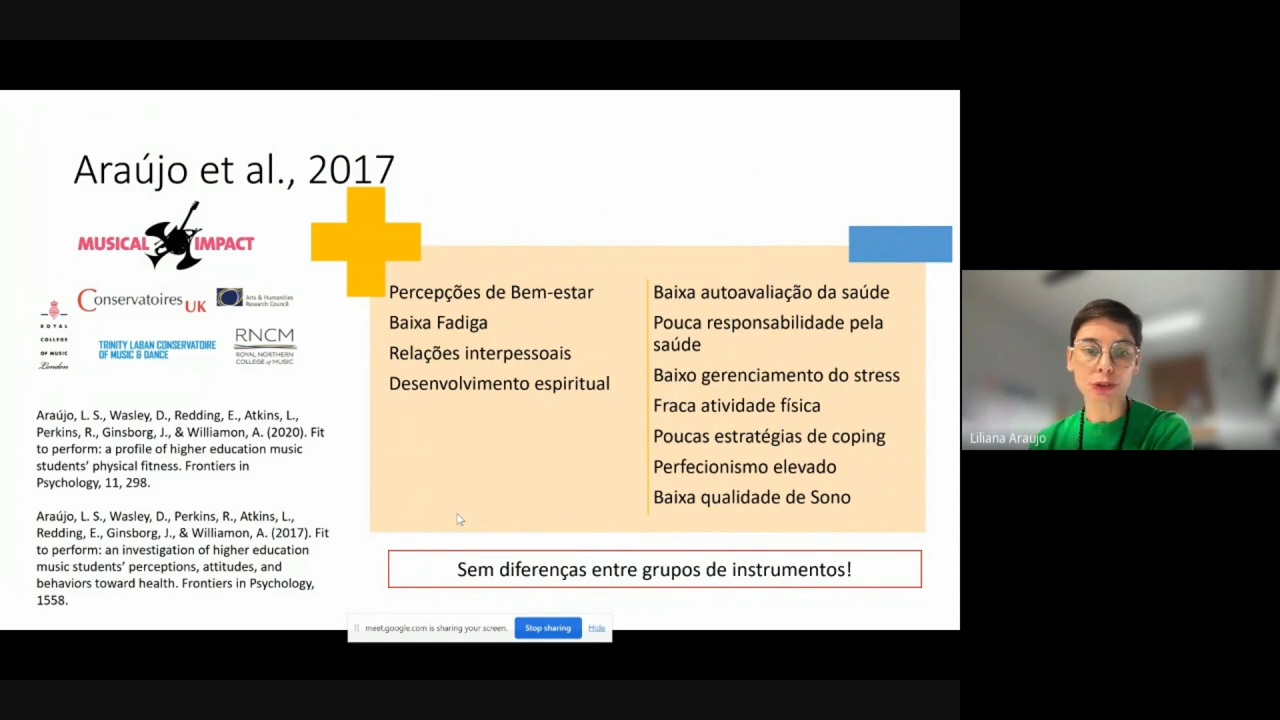 Araújo et al., 2017
MUSICAL IMPACT
Conservatoires UK
Arts & Humanities
Research Council
ROYAL
COLLEGE
OF MUSIC
London
TRINITY LABAN CONSERVATOIRE
OF MUSIC & DANCE
RNCM
ROYAL NORTHERN
COLLEGE of MUSIC
Araújo, L. S., Wasley, D., Redding, E., Atkins, L.,
Perkins, R., Ginsborg, J., & Williamon, A. (2020). Fit
to perform: a profile of higher education music
students’ physical fitness. Frontiers in
Psychology, 11, 298.
Araújo, L. S., Wasley, D., Perkins, R., Atkins, L.,
Redding, E., Ginsborg, J., & Williamon, A. (2017). Fit
to perform: an investigation of higher education
music students’ perceptions, attitudes, and
behaviors toward health. Frontiers in Psychology,
1558.
Percepções de Bem-estar
Baixa Fadiga
Relações interpessoais
Desenvolvimento espiritual
Baixa autoavaliação da saúde
Pouca responsabilidade pela
saúde
Baixo gerenciamento do stress
Fraca atividade física
Poucas estratégias de coping
Perfecionismo elevado
Baixa qualidade de Sono
Sem diferenças entre grupos de instrumentos!
meet.google.com is sharing your screen.
Stop sharing
Hide
Liliana Araujo